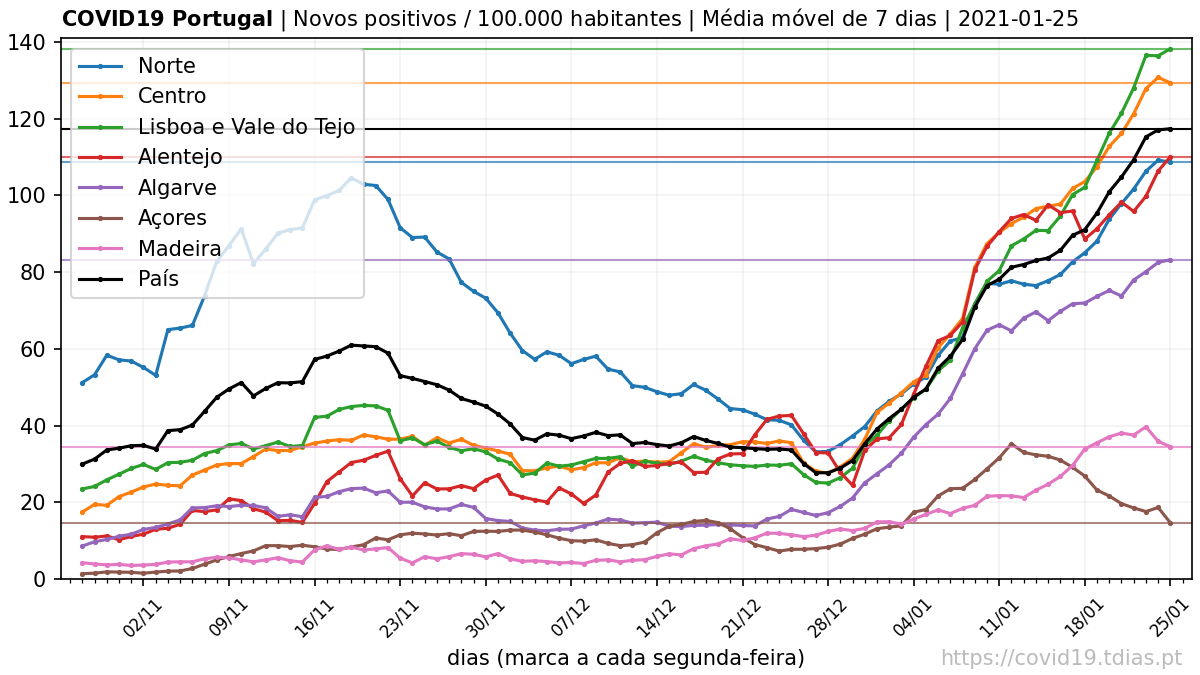 COVID19 Portugal | Novos positivos / 100.000 habitantes | Média móvel de 7 dias | 2021-01-25
140
120
100
80
60
40
20
0
Norte
Centro
Lisboa e Vale do Tejo
Alentejo
Algarve
Açores
Madeira
País
02/11
09/11
16/11
23/11
30/11
07/12
14/12
21/12
28/12
04/01
11/01
18/01
25/01
dias (marca a cada segunda-feira)
https://covid19.tdias.pt